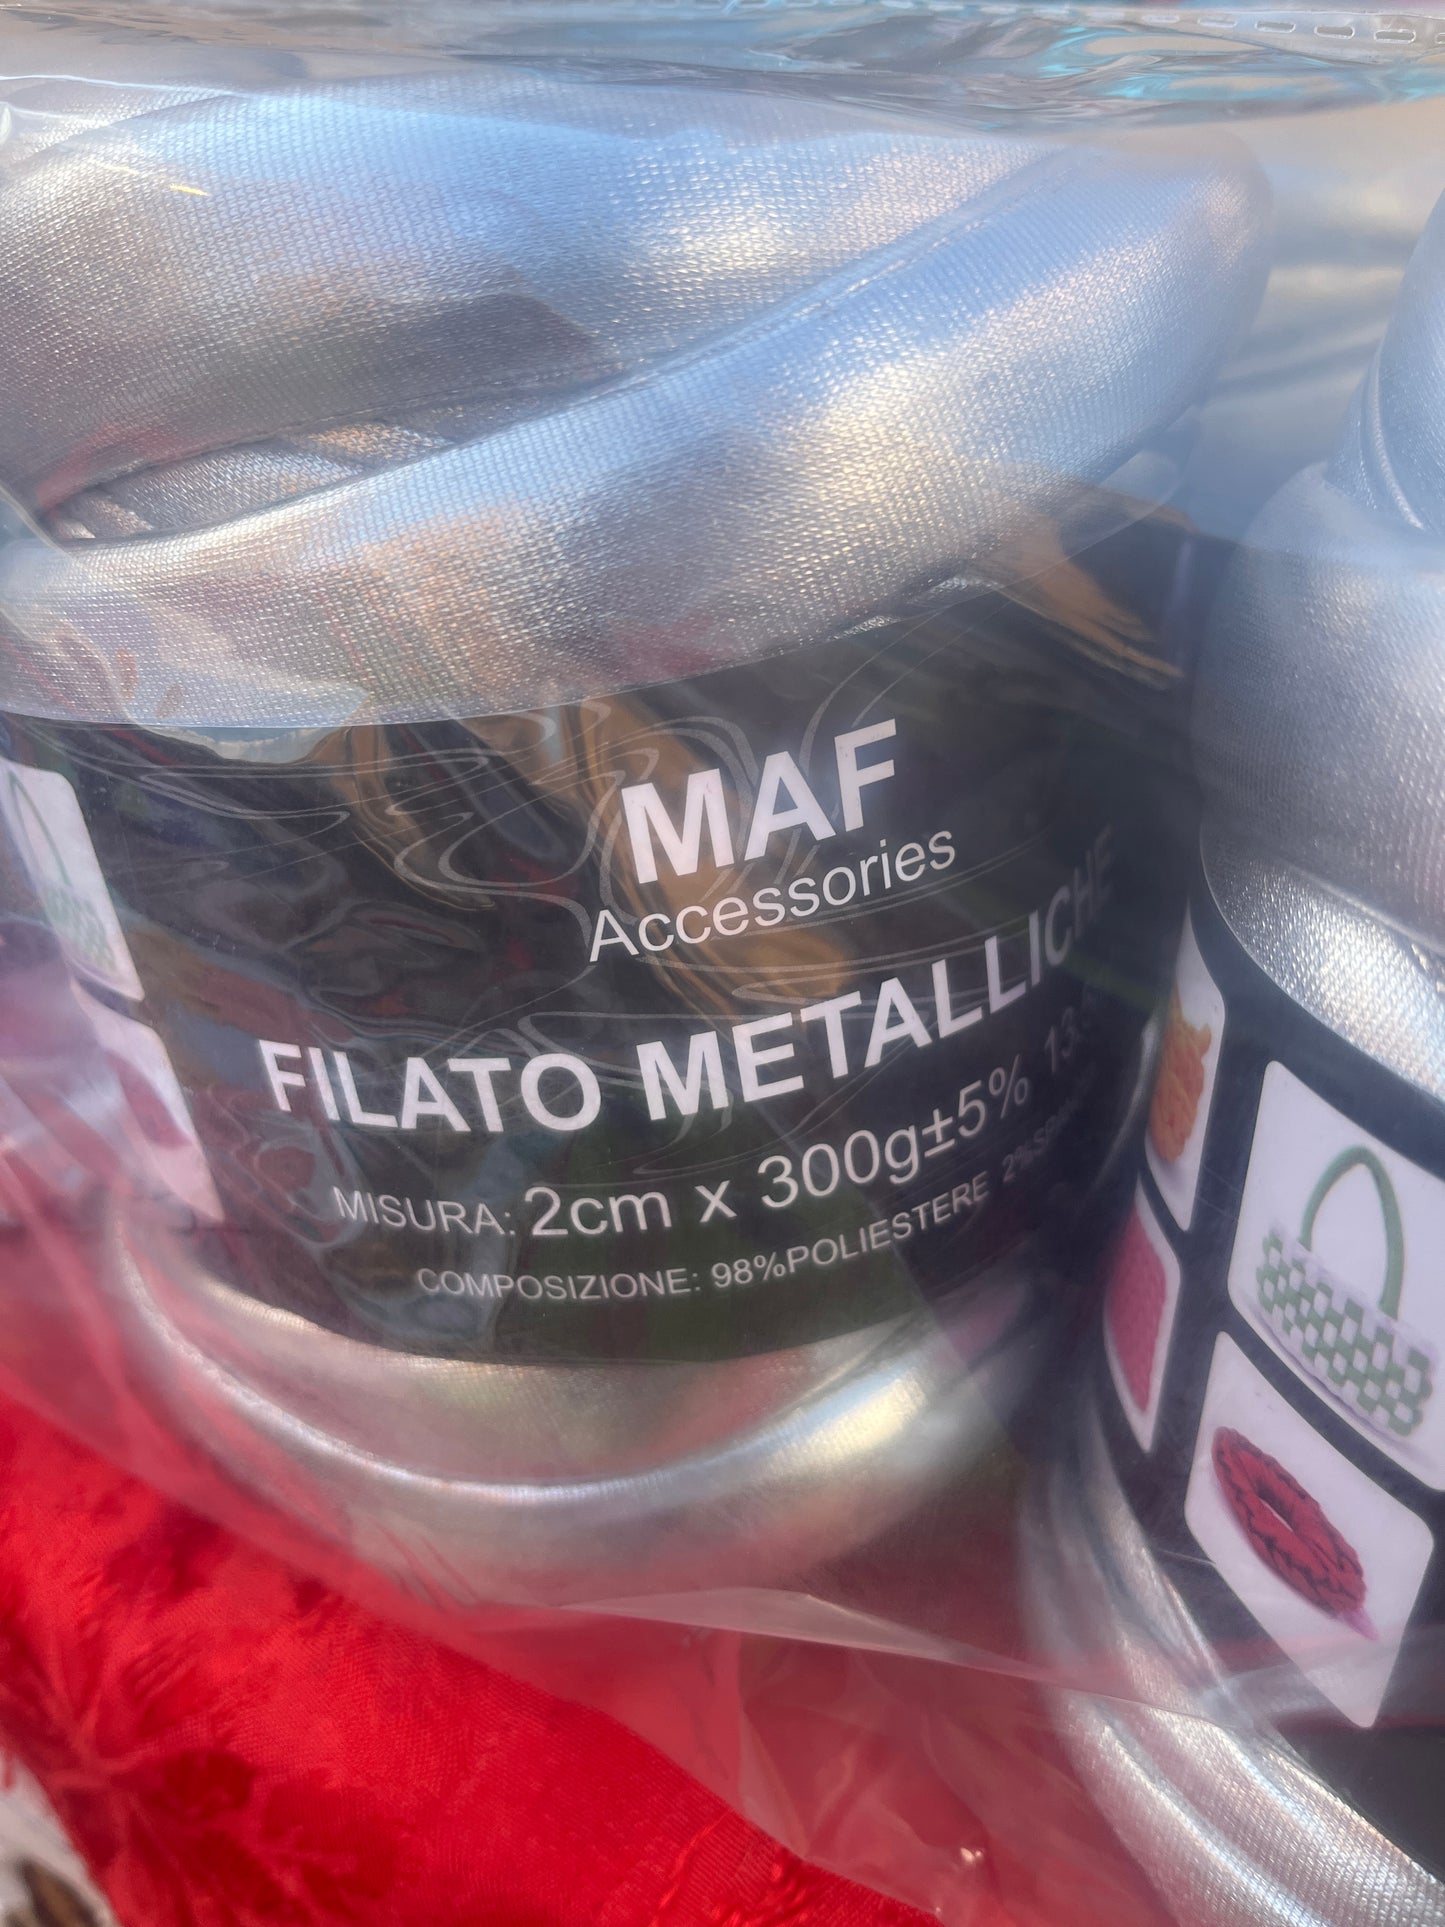 MAF
Accessories
FILATO METALLICHE
MISURA: 2cm x 300g±5%
COMPOSIZIONE: 98%POLIESTERE